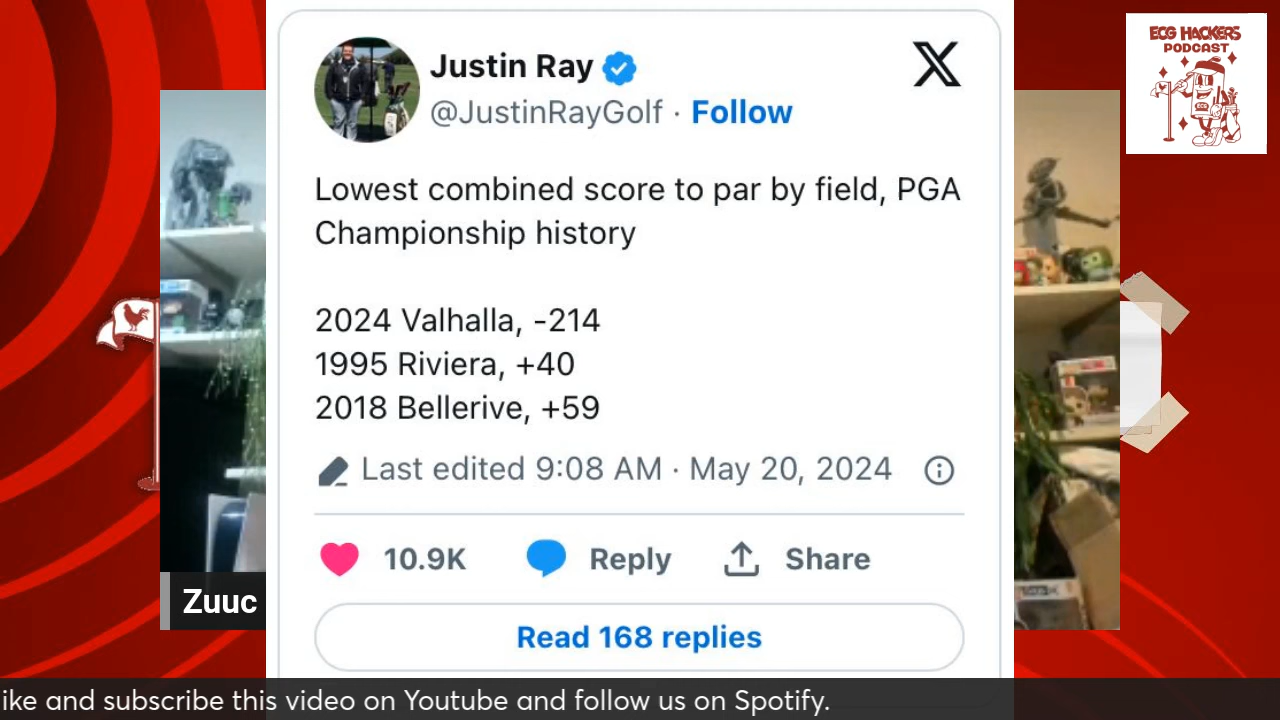 ECG HACKERS
PODCAST
Justin Ray
@JustinRayGolf · Follow
Lowest combined score to par by field, PGA
Championship history
2024 Valhalla, -214
1995 Riviera, +40
2018 Bellerive, +59
Last edited 9:08 AM · May 20, 2024
10.9K Reply Share
Read 168 replies
Zuuc
ike and subscribe this video on Youtube and follow us on Spotify.